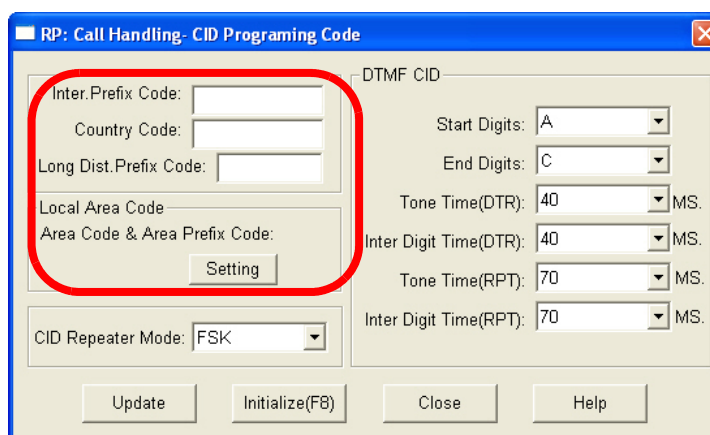 RP: Call Handling- CID Programing Code
Inter.Prefix Code:
Country Code:
Long Dist.Prefix Code:
Local Area Code
Area Code & Area Prefix Code:
Setting
CID Repeater Mode: FSK
DTMF CID
Start Digits: A
End Digits: C
Tone Time(DTR): 40 MS.
Inter Digit Time(DTR): 40 MS.
Tone Time(RPT): 70 MS.
Inter Digit Time(RPT): 70 MS.
Update Initialize(F8) Close Help